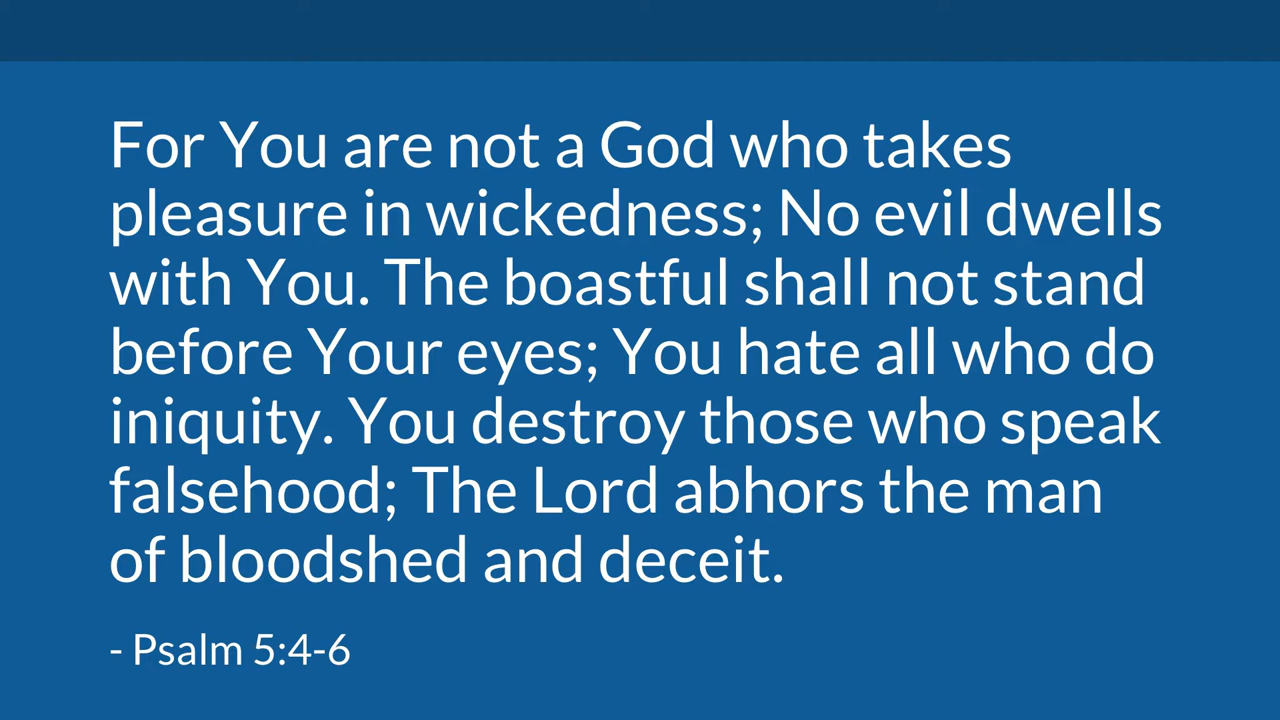 For You are not a God who takes
pleasure in wickedness; No evil dwells
with You. The boastful shall not stand
before Your eyes; You hate all who do
iniquity. You destroy those who speak
falsehood; The Lord abhors the man
of bloodshed and deceit.
- Psalm 5:4-6